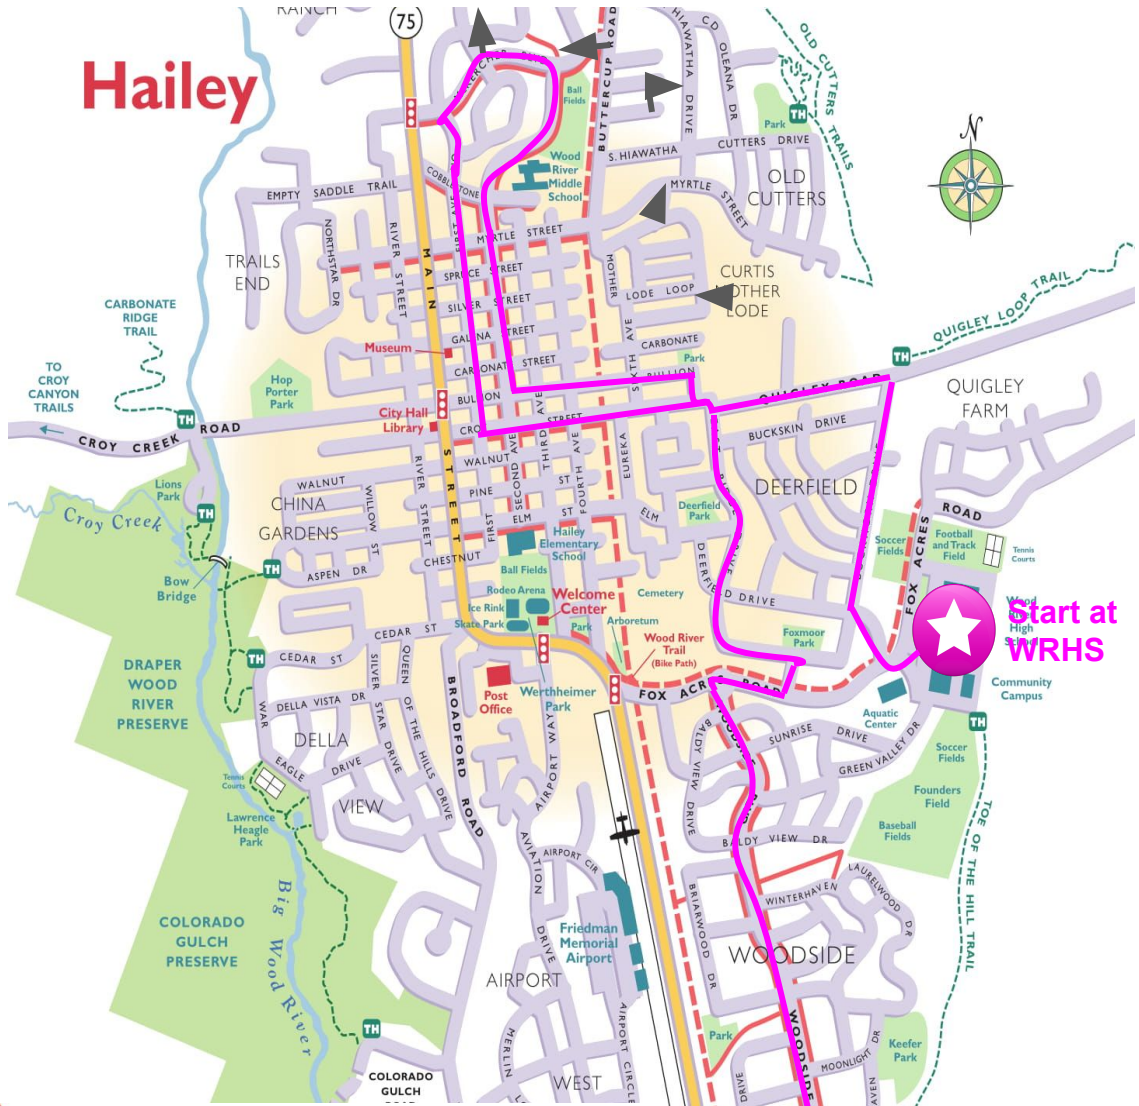 RANCH
75
Hailey
BUTTERCUP ROAD
HIAWATHA DRIVE
CD OLEANA DR
OLD CUTTERS TRAILS
Ball
Fields
TH
Park
N
S. HIAWATHA
CUTTERS DRIVE
Wood
River
Middle
School
COBBLESTONE
OLD
CUTTERS
EMPTY SADDLE TRAIL
MYRTLE
STREET
NORTHSTAR DR
RIVER STREET
MAIN
STREET
FIRST AVE
MYRTLE STREET
TRAILS
END
SPRUCE STREET
MOTHER
LODE LOOP
CURTIS
MOTHER
LODE
CARBONATE
RIDGE
TRAIL
SILVER STREET
QUIGLEY LOOP TRAIL
GALENA STREET
Museum
SIXTH AVE
CARBONATE
TO
CROY
CANYON
TRAILS
CARBONATE STREET
Park
BULLION
TH
Hop
Porter
Park
QUIGLEY ROAD
QUIGLEY
FARM
BULLION
City Hall
Library
TH
CROY CREEK ROAD
STREET
BUCKSKIN DRIVE
SECOND AVE
THIRD AVE
FOURTH AVE
EUREKA
WALNUT
RIVER STREET
Lions
Park
WALNUT
PINE
ST
DEERFIELD
CHINA
GARDENS
WILLOW ST
FIRST
ELM
ST
ELM
Deerfield
Park
FOX ACRES
ROAD
Croy Creek
TH
Hailey
Elementary
School
Soccer
Fields
Football
and Track
Field
Tennis
Courts
CHESTNUT
Bow
Bridge
TH
ASPEN DR
Ball Fields
DEERFIELD DRIVE
Rodeo Arena
Welcome
Center
Cemetery
Ice Rink
Skate Park
Park
Arboretum
Start at
WRHS
CEDAR ST
Foxmoor
Park
Wood River
Trail
(Bike Path)
TH
CEDAR ST
DRAPER
WOOD
RIVER
PRESERVE
SILVER STAR DRIVE
QUEEN OF THE HILLS DRIVE
BROADFORD ROAD
Post
Office
Werthheimer
Park
Community
Campus
Aquatic
Center
DELLA VISTA DR
WAR
EAGLE
DRIVE
TH
DELLA
VIEW
AIRPORT WAY
BALDY VIEW DRIVE
SUNRISE DRIVE
GREEN VALLEY DR
Soccer
Fields
Tennis
Courts
Founders
Field
Lawrence
Heagle
Park
Baseball
Fields
BALDY VIEW DR
TOE OF THE HILL TRAIL
AVIATION
DRIVE
AIRPORT CIR
LAURELWOOD DR
WINTERHAVEN
Big Wood River
BRIARWOOD DR
COLORADO
GULCH
PRESERVE
Friedman
Memorial
Airport
WOODSIDE
AIRPORT
TH
WOODSIDE
Park
Keefer
Park
MERLIN
AIRPORT CIRCLE
MOONLIGHT DR
DRIVE
WEST
COLORADO
GULCH